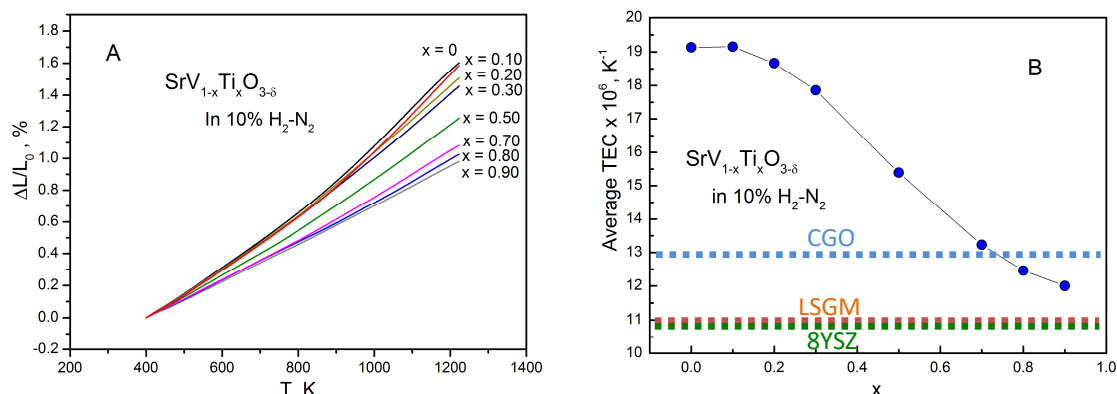 A
SrV1-xTixO3-δ
In 10% H2-N2
x = 0
x = 0.10
x = 0.20
x = 0.30
x = 0.50
x = 0.70
x = 0.80
x = 0.90
ΔL/L0, %
1.8
1.6
1.4
1.2
1.0
0.8
0.6
0.4
0.2
0.0
-0.2
200
400
600
800
1000
1200
1400
T, K
B
SrV1-xTixO3-δ
in 10% H2-N2
CGO
LSGM
8YSZ
Average TEC x 10^6, K^-1
20
19
18
17
16
15
14
13
12
11
10
0.0
0.2
0.4
0.6
0.8
1.0
x